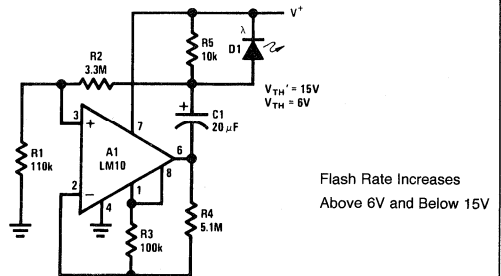 V+
R2
3.3M
R5
10k
D1
λ
VTH' = 15V
VTH = 6V
+
C1
20 µF
3
+
7
A1
LM10
6
R1
110k
2
−
4
1
8
R3
100k
R4
5.1M
Flash Rate Increases
Above 6V and Below 15V